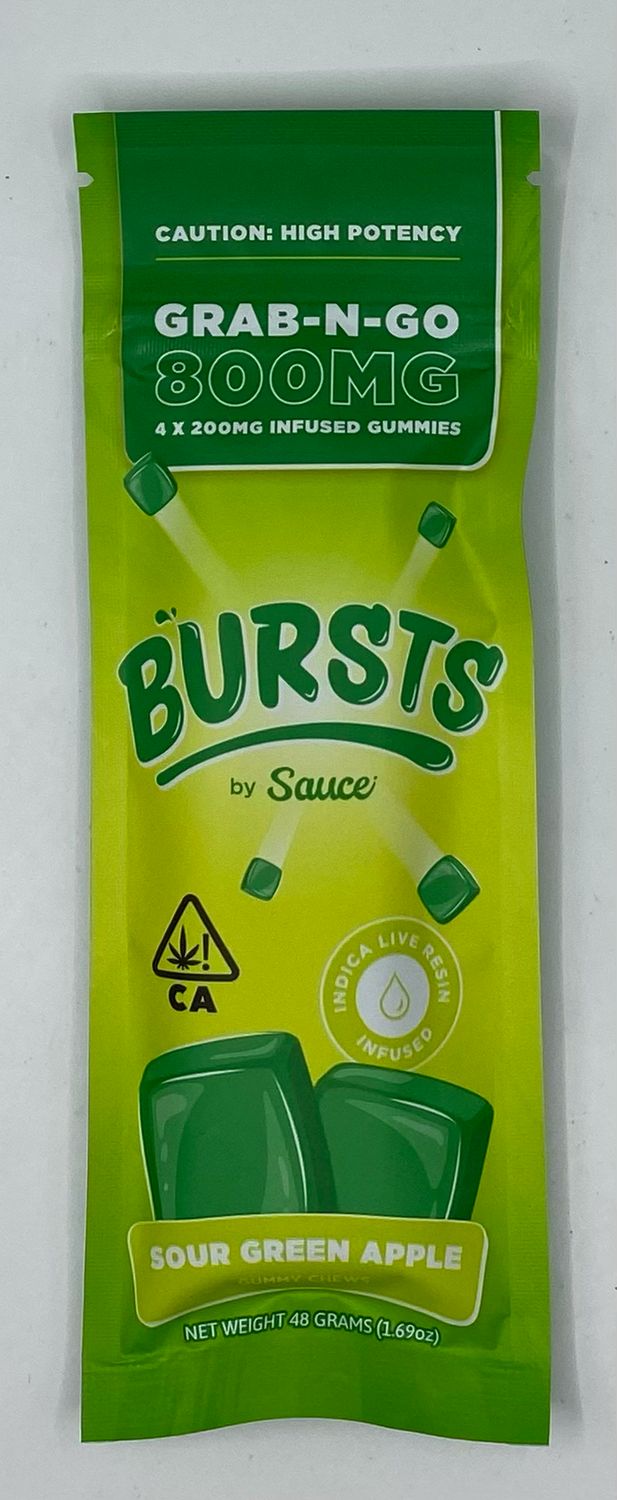 CAUTION: HIGH POTENCY
GRAB-N-GO
800MG
4 X 200MG INFUSED GUMMIES
BURSTS
by Sauce
CA
INDICA LIVE RESIN
INFUSED
SOUR GREEN APPLE
GUMMY CHEWS
NET WEIGHT 48 GRAMS (1.69oz)